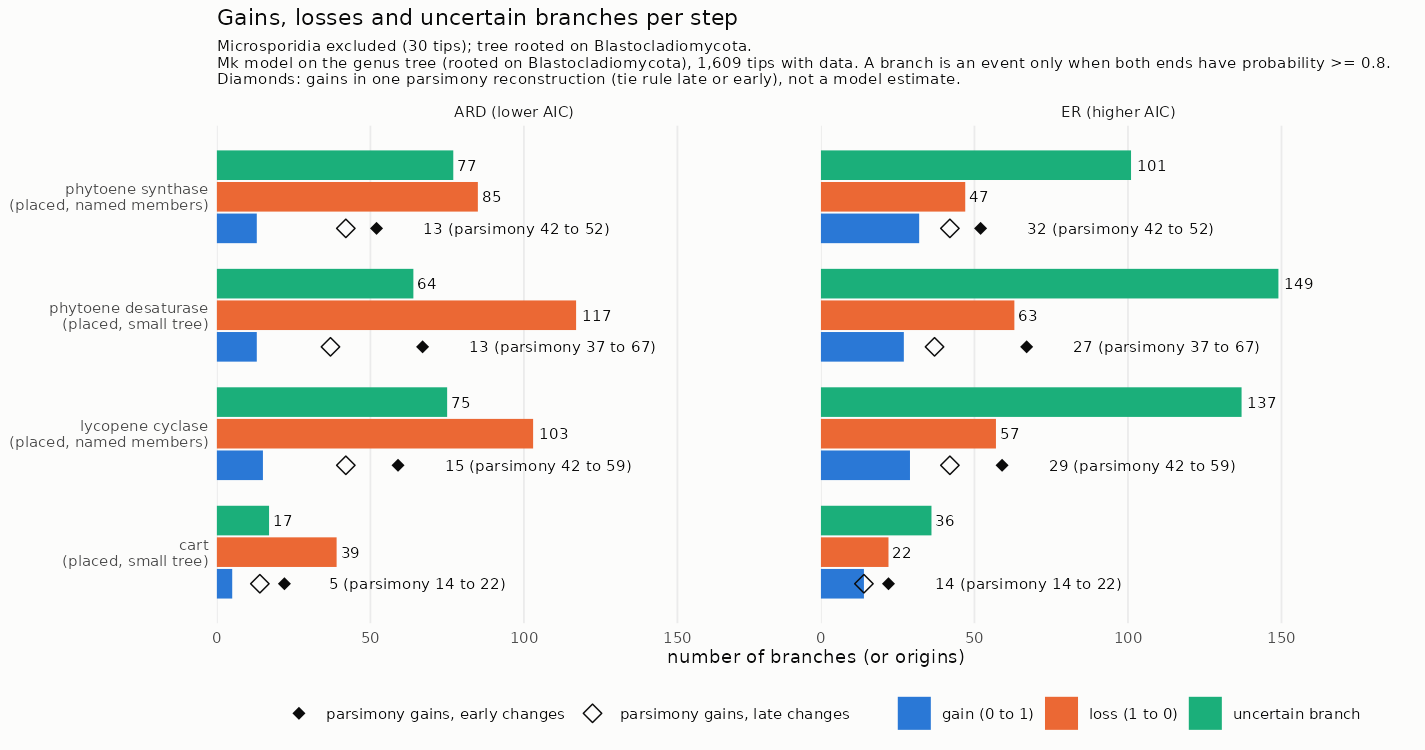 Gains, losses and uncertain branches per step
Microsporidia excluded (30 tips); tree rooted on Blastocladiomycota.
Mk model on the genus tree (rooted on Blastocladiomycota), 1,609 tips with data. A branch is an event only when both ends have probability >= 0.8.
Diamonds: gains in one parsimony reconstruction (tie rule late or early), not a model estimate.
ARD (lower AIC)
ER (higher AIC)
phytoene synthase
(placed, named members)
77
85
13 (parsimony 42 to 52)
101
47
32 (parsimony 42 to 52)
phytoene desaturase
(placed, small tree)
64
117
13 (parsimony 37 to 67)
149
63
27 (parsimony 37 to 67)
lycopene cyclase
(placed, named members)
75
103
15 (parsimony 42 to 59)
137
57
29 (parsimony 42 to 59)
cart
(placed, small tree)
17
39
5 (parsimony 14 to 22)
36
22
14 (parsimony 14 to 22)
0 50 100 150
0 50 100 150
number of branches (or origins)
parsimony gains, early changes
parsimony gains, late changes
gain (0 to 1)
loss (1 to 0)
uncertain branch